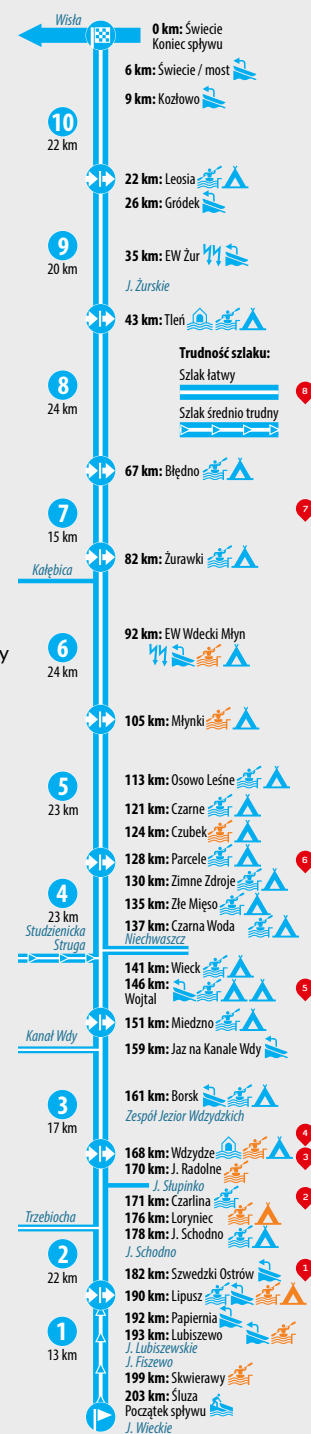 Wisła
0 km: Świecie
Koniec spływu
6 km: Świecie / most
9 km: Kozłowo
10
22 km
22 km: Leosia
26 km: Gródek
9
20 km
35 km: EW Żur
J. Żurskie
43 km: Tleń
Trudność szlaku:
Szlak łatwy
Szlak średnio trudny
8
24 km
8
67 km: Błędno
7
15 km
7
82 km: Żurawki
Kałębica
92 km: EW Wdecki Młyn
y
6
24 km
105 km: Młynki
5
23 km
113 km: Osowo Leśne
121 km: Czarne
124 km: Czubek
128 km: Parcele
6
130 km: Zimne Zdroje
135 km: Złe Mięso
137 km: Czarna Woda
4
23 km
Studzienicka
Struga
Niechwaszcz
141 km: Wieck
146 km:
Wojtal
5
151 km: Miedzno
Kanał Wdy
159 km: Jaz na Kanale Wdy
3
17 km
161 km: Borsk
Zespół Jezior Wdzydzkich
4
168 km: Wdzydze
3
170 km: J. Radolne
J. Słupinko
171 km: Czarlina
2
176 km: Loryniec
Trzebiocha
178 km: J. Schodno
J. Schodno
2
22 km
182 km: Szwedzki Ostrów
1
190 km: Lipusz
192 km: Papiernia
1
13 km
193 km: Lubiszewo
J. Lubiszewskie
J. Fiszewo
199 km: Skwierawy
203 km: Śluza
Początek spływu
J. Wieckie